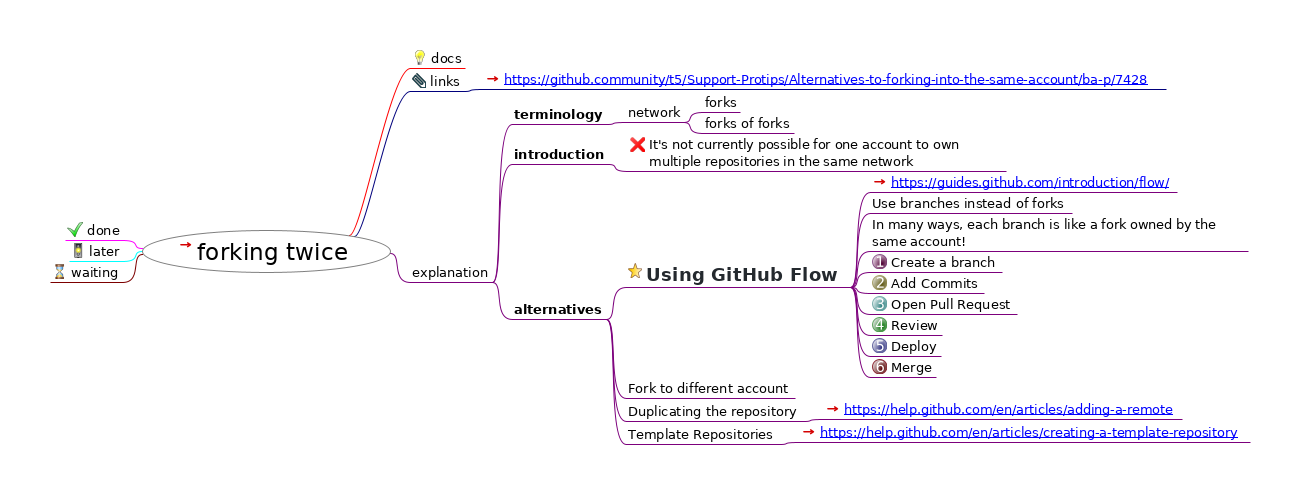 docs
links
https://github.community/t5/Support-Protips/Alternatives-to-forking-into-the-same-account/ba-p/7428
terminology
network
forks
forks of forks
introduction
It's not currently possible for one account to own
multiple repositories in the same network
done
later
waiting
forking twice
explanation
alternatives
Using GitHub Flow
https://guides.github.com/introduction/flow/
Use branches instead of forks
In many ways, each branch is like a fork owned by the
same account!
1 Create a branch
2 Add Commits
3 Open Pull Request
4 Review
5 Deploy
6 Merge
Fork to different account
Duplicating the repository
https://help.github.com/en/articles/adding-a-remote
Template Repositories
https://help.github.com/en/articles/creating-a-template-repository